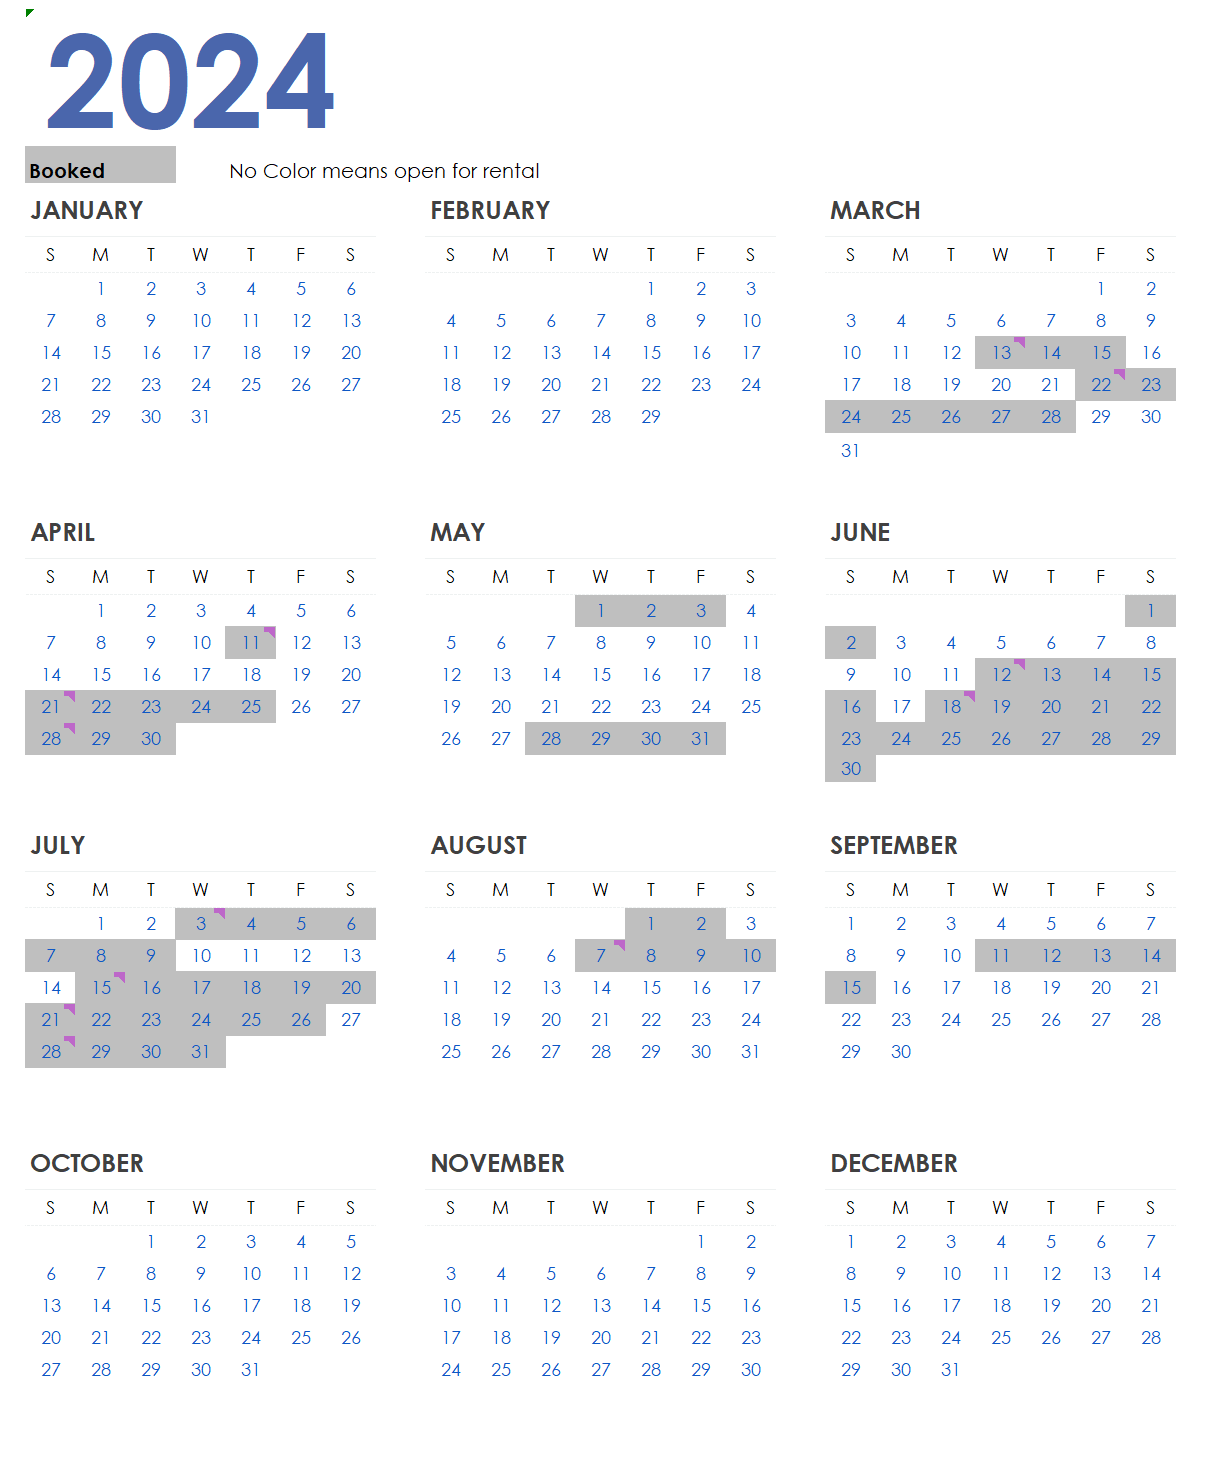 2024
Booked No Color means open for rental
JANUARY FEBRUARY MARCH
S M T W T F S S M T W T F S S M T W T F S
1 2 3 4 5 6 1 2 3 1 2
7 8 9 10 11 12 13 4 5 6 7 8 9 10 3 4 5 6 7 8 9
14 15 16 17 18 19 20 11 12 13 14 15 16 17 10 11 12 13 14 15 16
21 22 23 24 25 26 27 18 19 20 21 22 23 24 17 18 19 20 21 22 23
28 29 30 31 25 26 27 28 29 24 25 26 27 28 29 30
31
APRIL MAY JUNE
S M T W T F S S M T W T F S S M T W T F S
1 2 3 4 5 6 1 2 3 4 1
7 8 9 10 11 12 13 5 6 7 8 9 10 11 2 3 4 5 6 7 8
14 15 16 17 18 19 20 12 13 14 15 16 17 18 9 10 11 12 13 14 15
21 22 23 24 25 26 27 19 20 21 22 23 24 25 16 17 18 19 20 21 22
28 29 30 26 27 28 29 30 31 23 24 25 26 27 28 29
30
JULY AUGUST SEPTEMBER
S M T W T F S S M T W T F S S M T W T F S
1 2 3 4 5 6 1 2 3 1 2 3 4 5 6 7
7 8 9 10 11 12 13 4 5 6 7 8 9 10 8 9 10 11 12 13 14
14 15 16 17 18 19 20 11 12 13 14 15 16 17 15 16 17 18 19 20 21
21 22 23 24 25 26 27 18 19 20 21 22 23 24 22 23 24 25 26 27 28
28 29 30 31 25 26 27 28 29 30 31 29 30
OCTOBER NOVEMBER DECEMBER
S M T W T F S S M T W T F S S M T W T F S
1 2 3 4 5 1 2 1 2 3 4 5 6 7
6 7 8 9 10 11 12 3 4 5 6 7 8 9 8 9 10 11 12 13 14
13 14 15 16 17 18 19 10 11 12 13 14 15 16 15 16 17 18 19 20 21
20 21 22 23 24 25 26 17 18 19 20 21 22 23 22 23 24 25 26 27 28
27 28 29 30 31 24 25 26 27 28 29 30 29 30 31